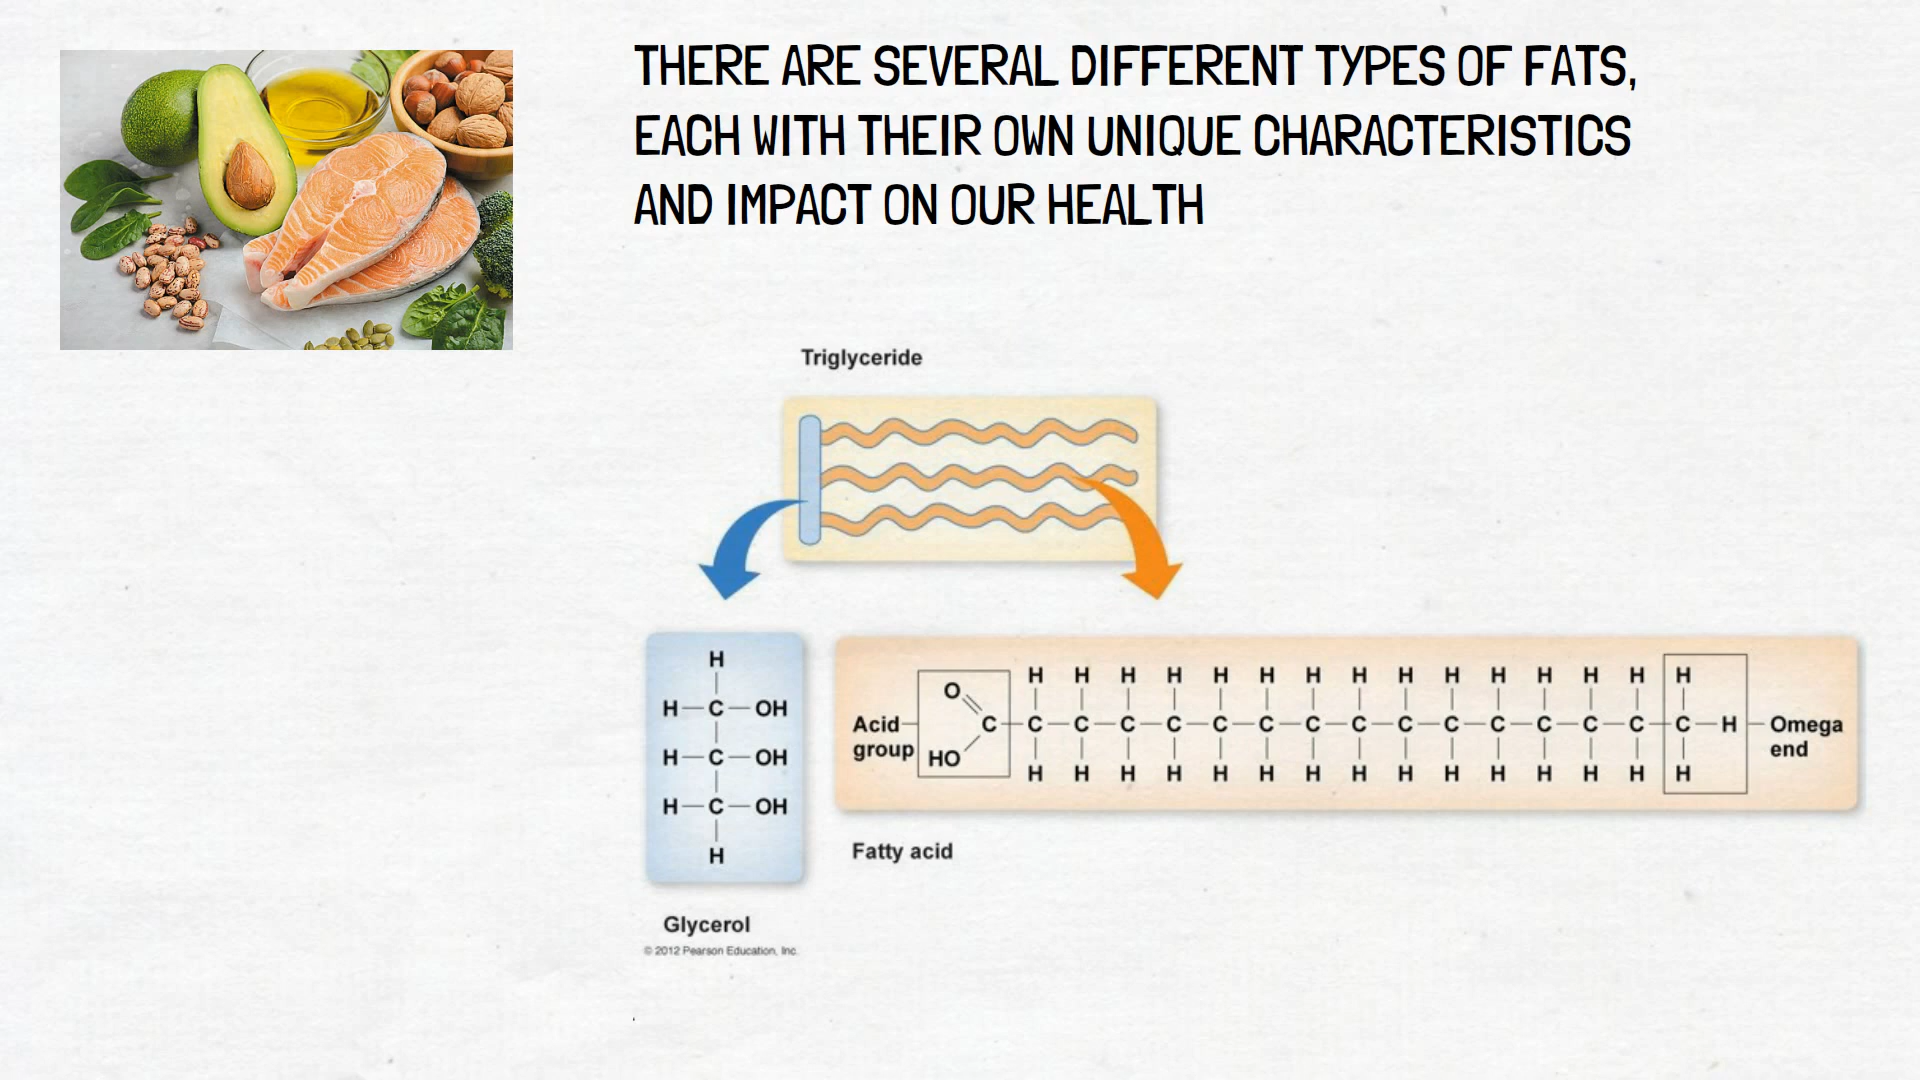 THERE ARE SEVERAL DIFFERENT TYPES OF FATS,
EACH WITH THEIR OWN UNIQUE CHARACTERISTICS
AND IMPACT ON OUR HEALTH
Triglyceride
H
H—C—OH
H—C—OH
H—C—OH
H
Glycerol
© 2012 Pearson Education, Inc.
H H H H H H H H H H H H H H H
O
Acid group C—C—C—C—C—C—C—C—C—C—C—C—C—C—C—C—H Omega end
HO
H H H H H H H H H H H H H H H
Fatty acid